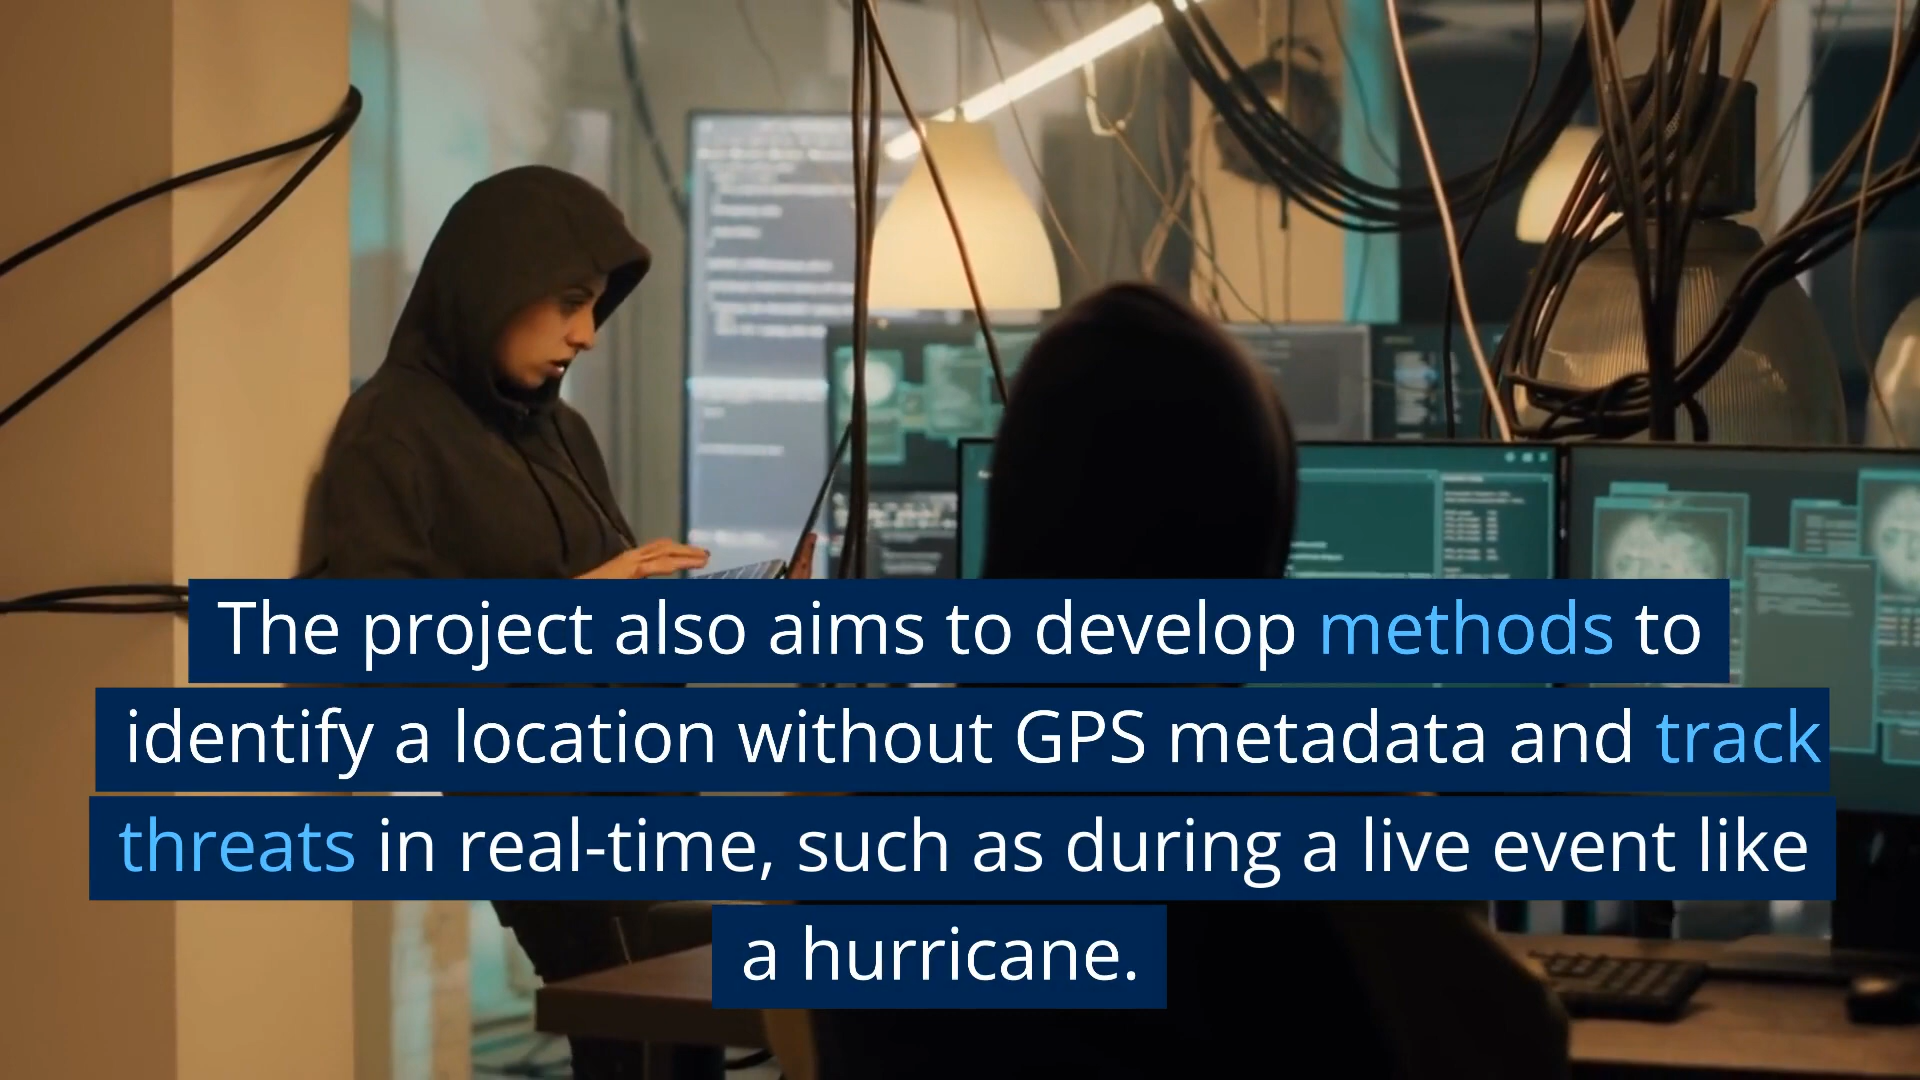 The project also aims to develop methods to
identify a location without GPS metadata and track
threats in real-time, such as during a live event like
a hurricane.